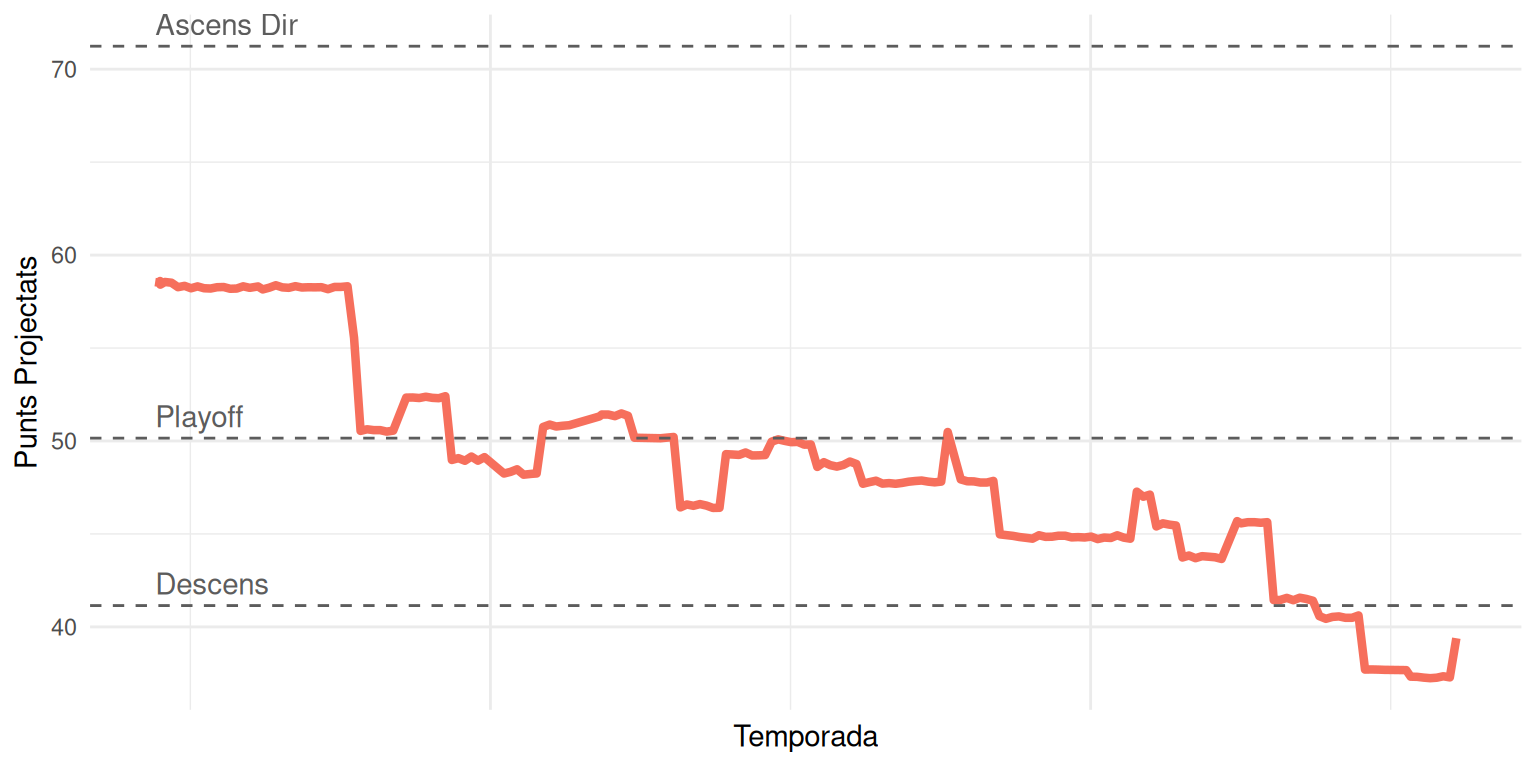 Ascens Dir
70
60
Playoff
50
Descens
40
Punts Projectats
Temporada